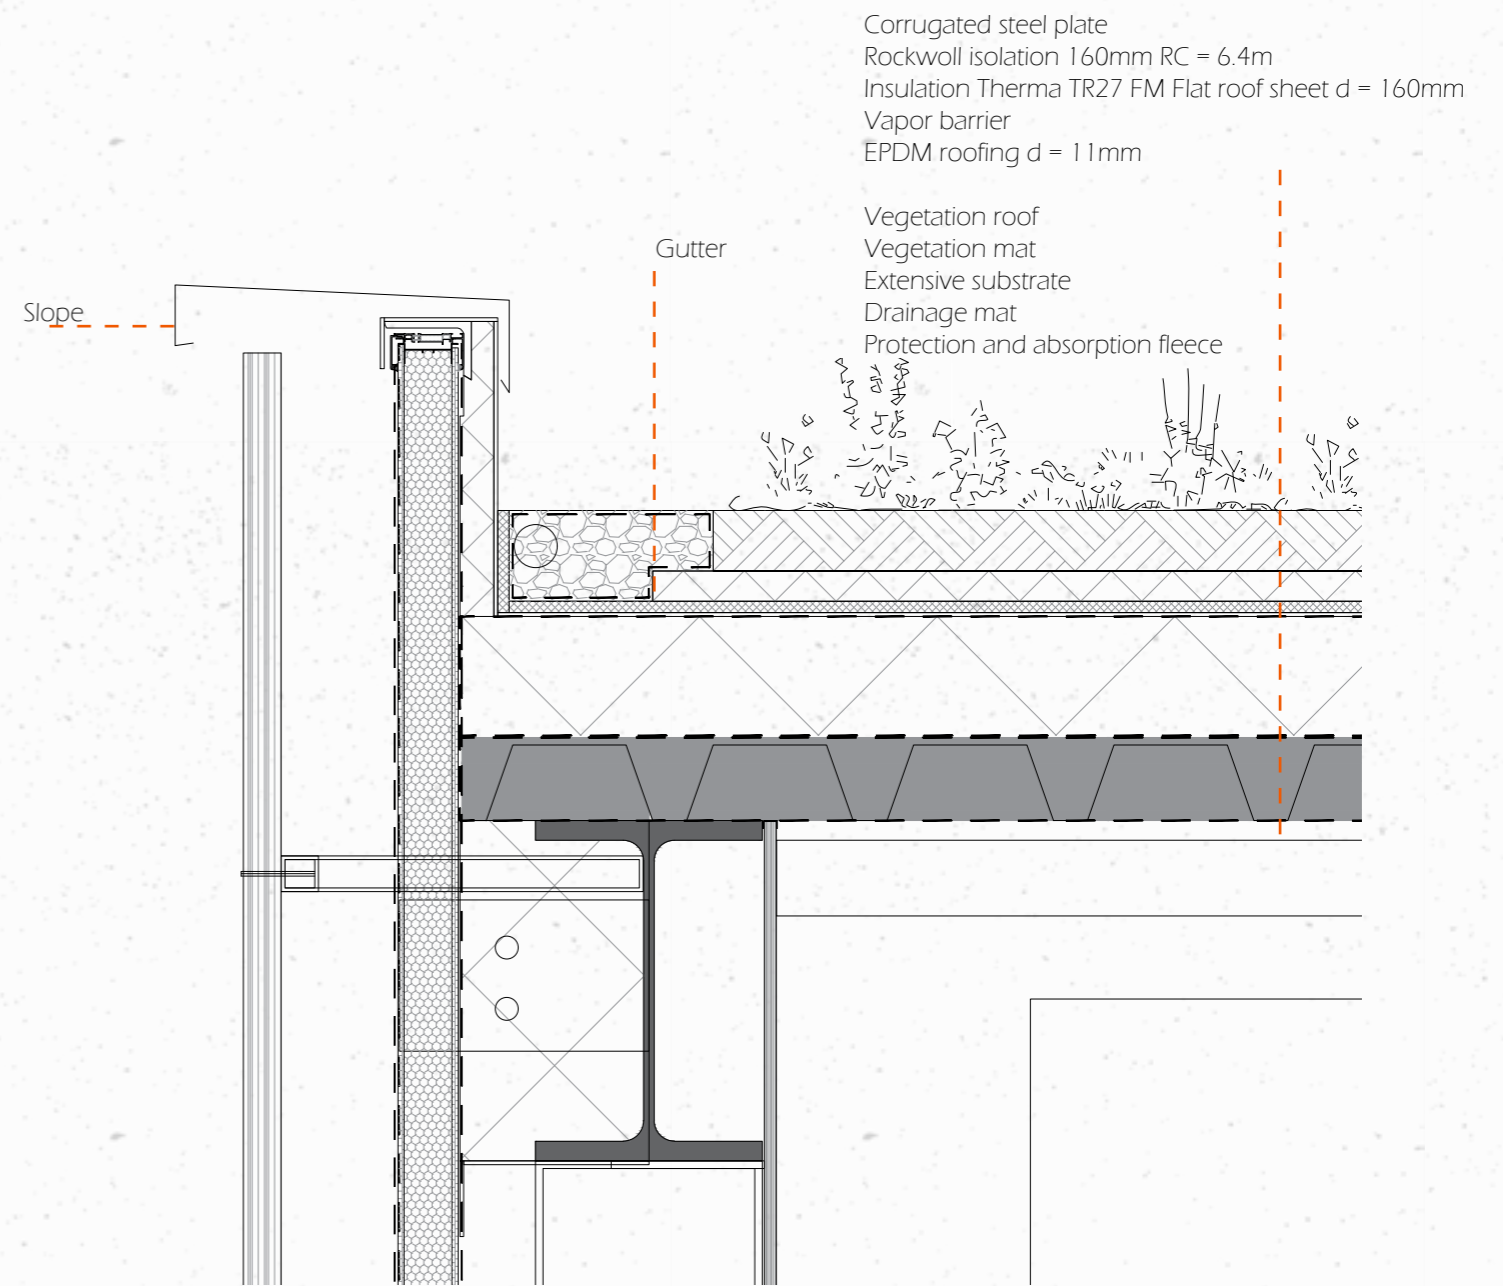 Corrugated steel plate
Rockwoll isolation 160mm RC = 6.4m
Insulation Therma TR27 FM Flat roof sheet d = 160mm
Vapor barrier
EPDM roofing d = 11mm
Vegetation roof
Vegetation mat
Extensive substrate
Drainage mat
Protection and absorption fleece
Gutter
Slope